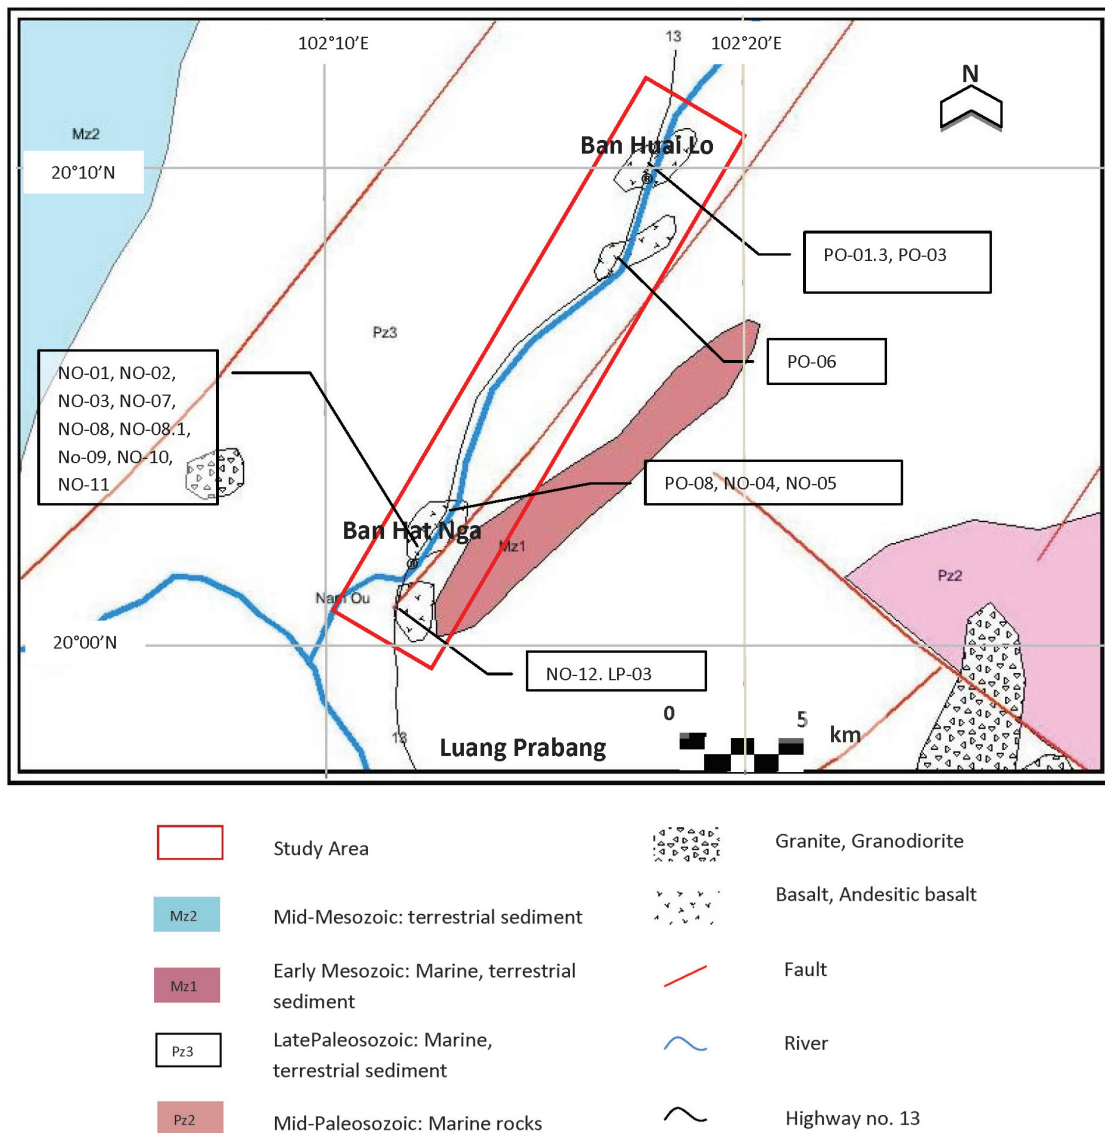 13
102°10’E
102°20’E
N
Mz2
Ban Huai Lo
20°10’N
PO-01.3, PO-03
Pz3
PO-06
NO-01, NO-02,
NO-03, NO-07,
NO-08, NO-08.1,
No-09, NO-10,
NO-11
PO-08, NO-04, NO-05
Ban Hat Nga
Mz1
Pz2
Nam Ou
20°00’N
NO-12. LP-03
0
5
km
13
Luang Prabang
Study Area
Granite, Granodiorite
Mz2
Mid-Mesozoic: terrestrial sediment
Basalt, Andesitic basalt
Mz1
Early Mesozoic: Marine, terrestrial
sediment
Fault
Pz3
LatePaleosozoic: Marine,
terrestrial sediment
River
Pz2
Mid-Paleosozoic: Marine rocks
Highway no. 13